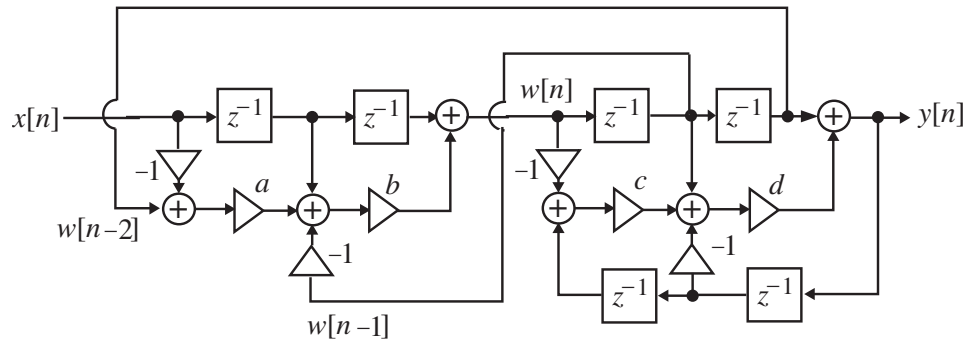 w[n]
x[n] z⁻¹ z⁻¹ z⁻¹ z⁻¹ y[n]
–1 a b –1 c d
w[n–2]
–1 –1
z⁻¹ z⁻¹
w[n–1]